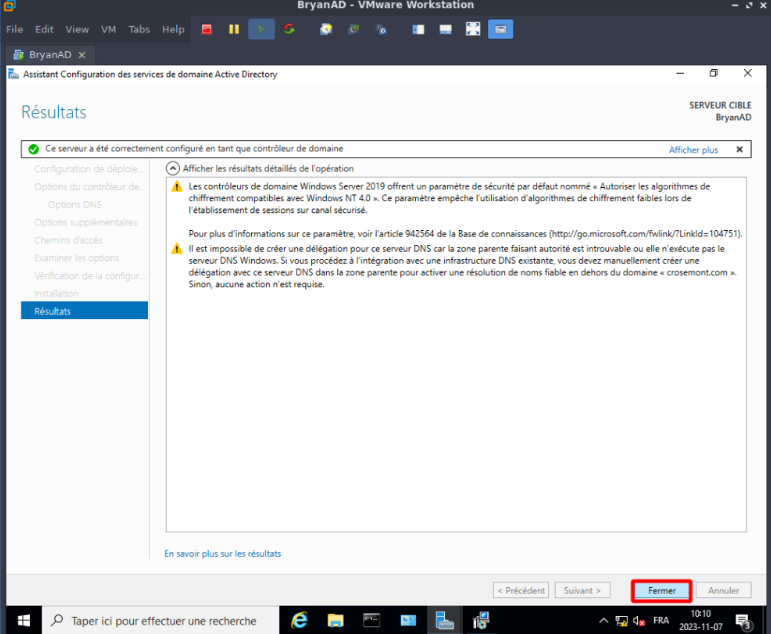 BryanAD - VMware Workstation
File Edit View VM Tabs Help
BryanAD
Assistant Configuration des services de domaine Active Directory
Résultats
SERVEUR CIBLE
BryanAD
Ce serveur a été correctement configuré en tant que contrôleur de domaine
Afficher plus
Configuration de déploie...
Options du contrôleur de...
Options DNS
Options supplémentaires
Chemins d'accès
Examiner les options
Vérification de la configur...
Installation
Résultats
Afficher les résultats détaillés de l'opération
Les contrôleurs de domaine Windows Server 2019 offrent un paramètre de sécurité par défaut nommé « Autoriser les algorithmes de
chiffrement compatibles avec Windows NT 4.0 ». Ce paramètre empêche l'utilisation d'algorithmes de chiffrement faibles lors de
l'établissement de sessions sur canal sécurisé.
Pour plus d'informations sur ce paramètre, voir l'article 942564 de la Base de connaissances (http://go.microsoft.com/fwlink/?LinkId=104751).
Il est impossible de créer une délégation pour ce serveur DNS car la zone parente faisant autorité est introuvable ou elle n'exécute pas le
serveur DNS Windows. Si vous procédez à l'intégration avec une infrastructure DNS existante, vous devez manuellement créer une
délégation avec ce serveur DNS dans la zone parente pour activer une résolution de noms fiable en dehors du domaine « crosemont.com ».
Sinon, aucune action n'est requise.
En savoir plus sur les résultats
< Précédent
Suivant >
Fermer
Annuler
Taper ici pour effectuer une recherche
FRA
10:10
2023-11-07
3